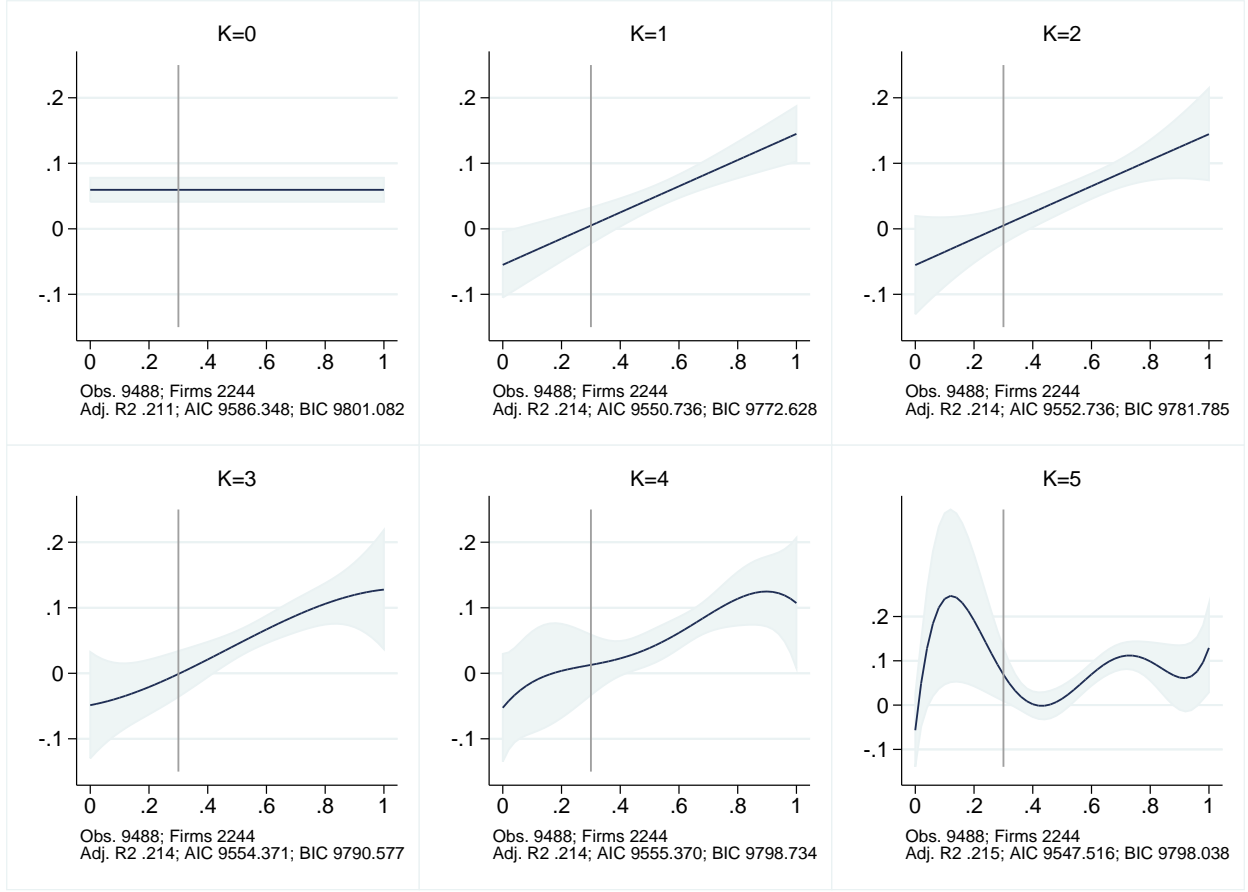 K=0
.2
.1
0
-.1
0 .2 .4 .6 .8 1
Obs. 9488; Firms 2244
Adj. R2 .211; AIC 9586.348; BIC 9801.082
K=1
.2
.1
0
-.1
0 .2 .4 .6 .8 1
Obs. 9488; Firms 2244
Adj. R2 .214; AIC 9550.736; BIC 9772.628
K=2
.2
.1
0
-.1
0 .2 .4 .6 .8 1
Obs. 9488; Firms 2244
Adj. R2 .214; AIC 9552.736; BIC 9781.785
K=3
.2
.1
0
-.1
0 .2 .4 .6 .8 1
Obs. 9488; Firms 2244
Adj. R2 .214; AIC 9554.371; BIC 9790.577
K=4
.2
.1
0
-.1
0 .2 .4 .6 .8 1
Obs. 9488; Firms 2244
Adj. R2 .214; AIC 9555.370; BIC 9798.734
K=5
.2
.1
0
-.1
0 .2 .4 .6 .8 1
Obs. 9488; Firms 2244
Adj. R2 .215; AIC 9547.516; BIC 9798.038